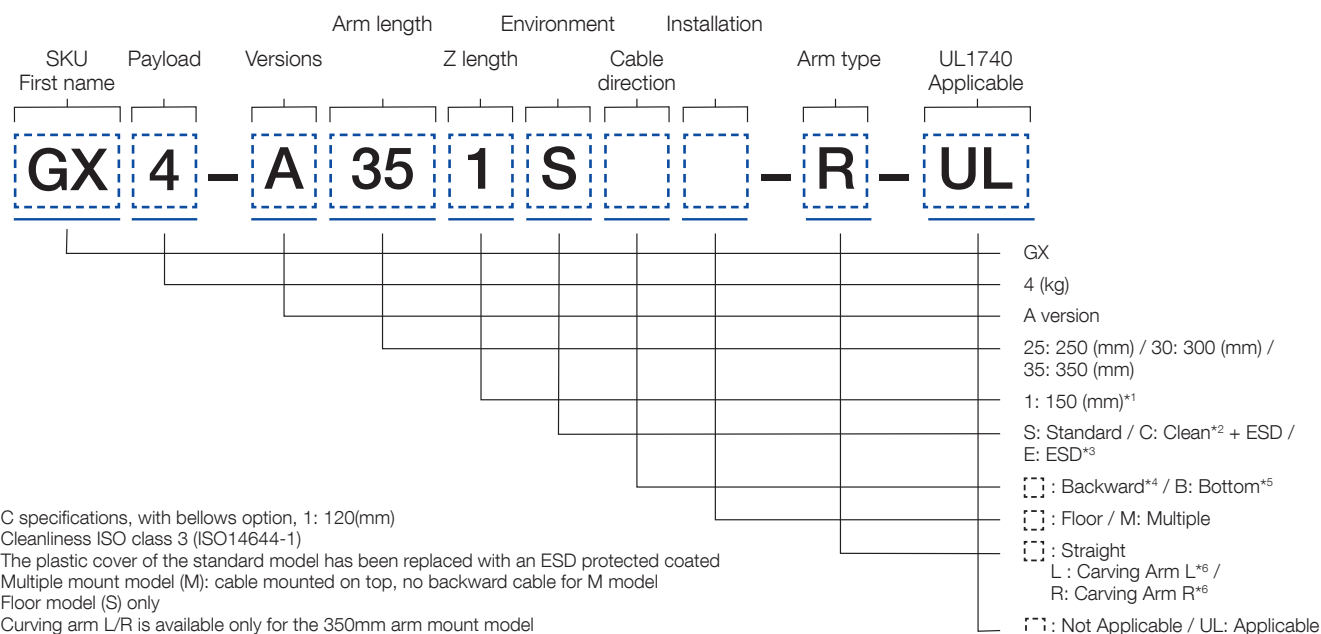 Arm length Environment Installation
SKU Payload Versions Z length Cable Arm type UL1740
First name direction Applicable
GX 4 – A 35 1 S – R – UL
GX
4 (kg)
A version
25: 250 (mm) / 30: 300 (mm) /
35: 350 (mm)
1: 150 (mm)*1
S: Standard / C: Clean*2 + ESD /
E: ESD*3
: Backward*4 / B: Bottom*5
: Floor / M: Multiple
: Straight
L : Carving Arm L*6 /
R: Carving Arm R*6
: Not Applicable / UL: Applicable
C specifications, with bellows option, 1: 120(mm)
Cleanliness ISO class 3 (ISO14644-1)
The plastic cover of the standard model has been replaced with an ESD protected coated
Multiple mount model (M): cable mounted on top, no backward cable for M model
Floor model (S) only
Curving arm L/R is available only for the 350mm arm mount model